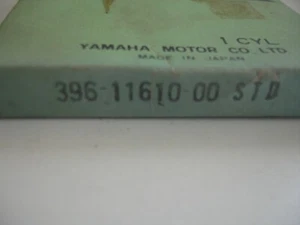 1 CYL.
YAMAHA MOTOR CO.,LTD.
MADE IN JAPAN
396-11610-00 STD